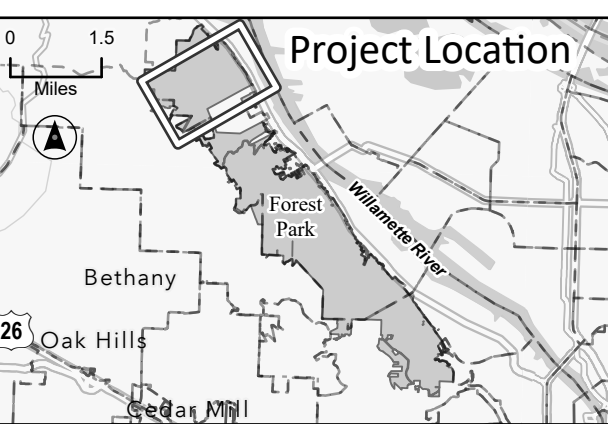 0 1.5
Miles
Project Location
Forest
Park
Willamette River
Bethany
26
Oak Hills
Cedar Mill